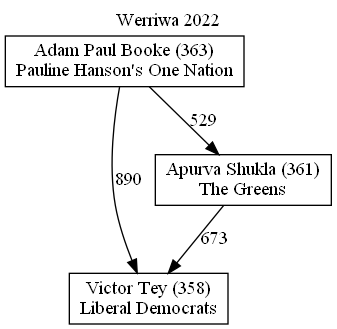 Werriwa 2022
Adam Paul Booke (363)
Pauline Hanson's One Nation
529
Apurva Shukla (361)
The Greens
890
673
Victor Tey (358)
Liberal Democrats